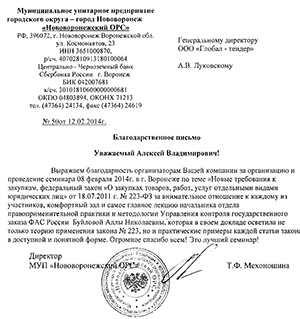 Муниципальное унитарное предприятие
городского округа – город Нововоронеж
«Нововоронежский ОРС»
РФ, 396072, г. Нововоронеж Воронежской обл.
ул. Космонавтов, 23
ИНН 3651000870,
р/сч. 40702810913180100064
Центрально - Черноземный банк
Сбербанка России г. Воронеж
БИК 042007681
к/сч. 30101810600000000681
ОКПО 04803894, ОКОНХ 71213
тел. (47364) 24134, факс (47364) 24619
№ 50от 12.02.2014г.
Генеральному директору
ООО «Глобал - тендер»
А.В. Луковскому
Благодарственное письмо
Уважаемый Алексей Владимирович!
Выражаем благодарность организаторам Вашей компании за организацию и
проведение семинара 08 февраля 2014г. в г. Воронеже по теме «Новые требования к
закупкам, федеральный закон «О закупках товаров, работ, услуг отдельными видами
юридических лиц» от 18.07.2011 г. № 223-ФЗ за внимательное отношение к каждому из
участников, комфортный зал и самое главное лекцию начальника отдела
правоприменительной практики и методологии Управления контроля государственного
заказа ФАС России Буйловой Аллы Николаевны, которая в своем докладе осветила не
только теорию применения закона № 223, но и практические примеры каждой статьи закона
в доступной и понятной форме. Огромное спасибо всем! Это лучший семинар!
Директор
МУП «Нововоронежский ОРС»
Т.Ф. Мехоношина